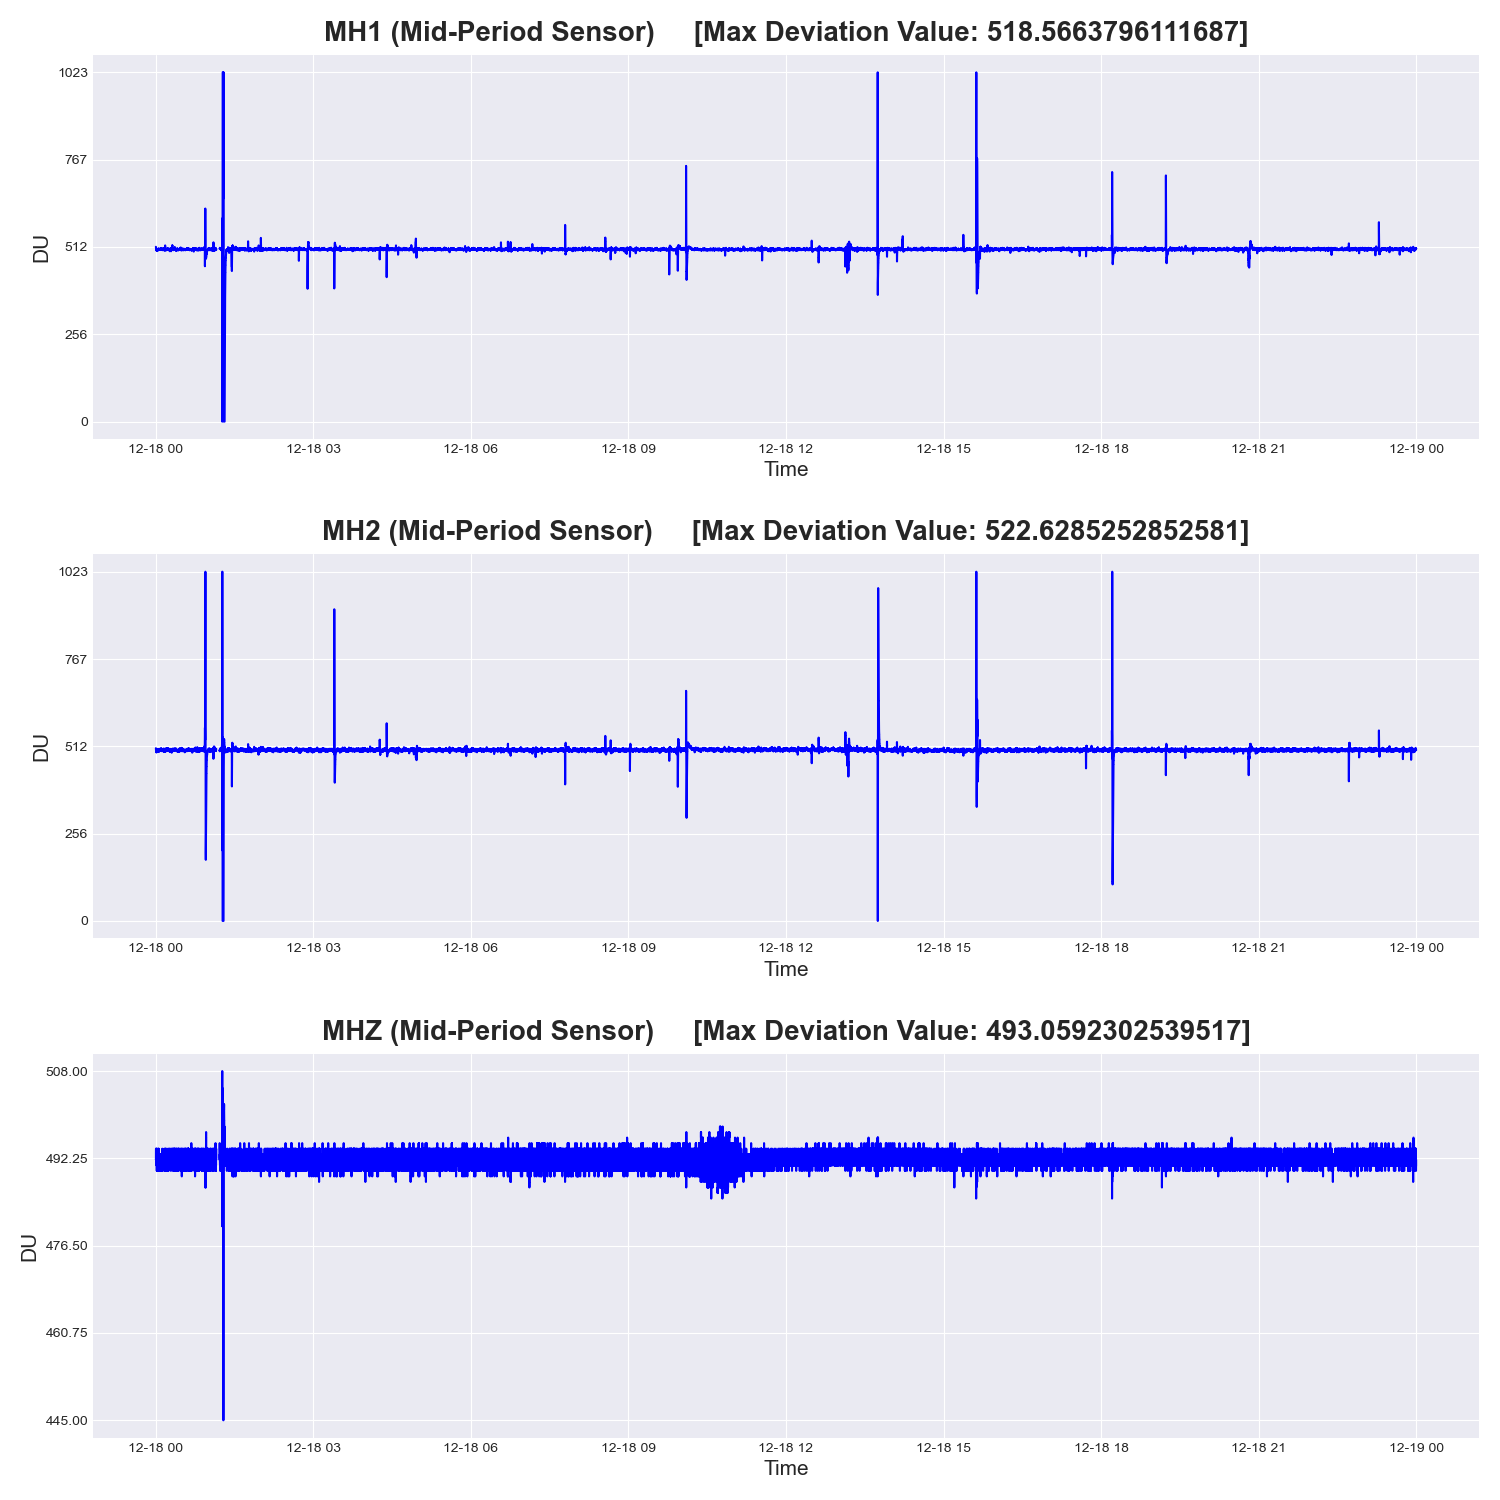 MH1 (Mid-Period Sensor) [Max Deviation Value: 518.5663796111687]
1023
767
512
256
0
DU
12-18 00 12-18 03 12-18 06 12-18 09 12-18 12 12-18 15 12-18 18 12-18 21 12-19 00
Time
MH2 (Mid-Period Sensor) [Max Deviation Value: 522.6285252852581]
1023
767
512
256
0
DU
12-18 00 12-18 03 12-18 06 12-18 09 12-18 12 12-18 15 12-18 18 12-18 21 12-19 00
Time
MHZ (Mid-Period Sensor) [Max Deviation Value: 493.0592302539517]
508.00
492.25
476.50
460.75
445.00
DU
12-18 00 12-18 03 12-18 06 12-18 09 12-18 12 12-18 15 12-18 18 12-18 21 12-19 00
Time